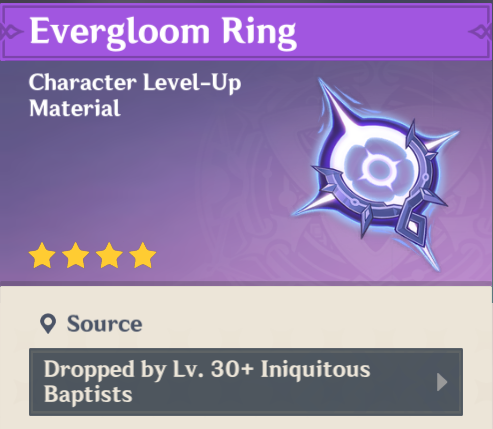 Evergloom Ring
Character Level-Up
Material
Source
Dropped by Lv. 30+ Iniquitous
Baptists